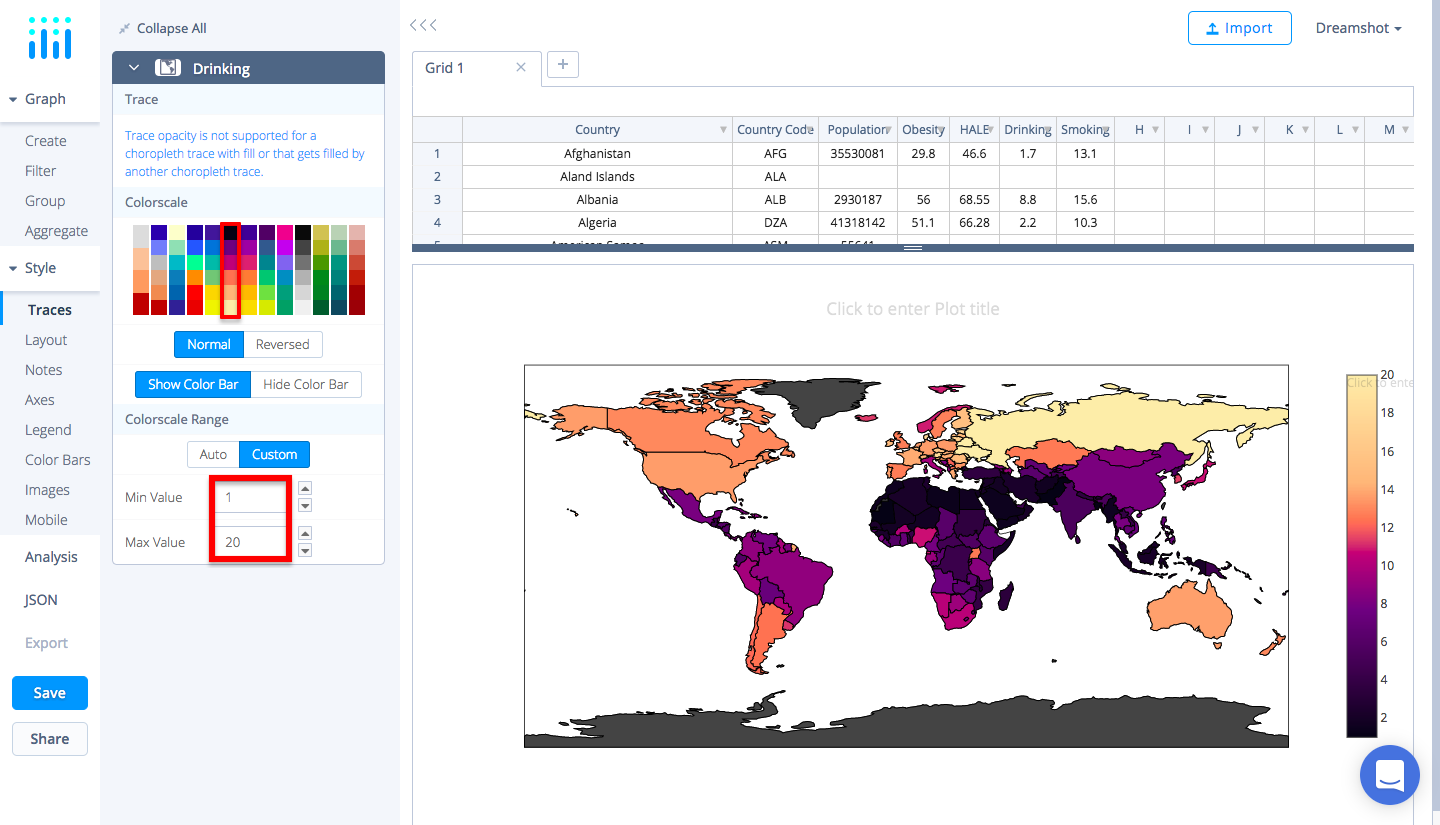 Collapse All
Drinking
Trace
Trace opacity is not supported for a
choropleth trace with fill or that gets filled by
another choropleth trace.
Colorscale
Normal Reversed
Show Color Bar Hide Color Bar
Colorscale Range
Auto Custom
Min Value 1
Max Value 20
Graph
Create
Filter
Group
Aggregate
Style
Traces
Layout
Notes
Axes
Legend
Color Bars
Images
Mobile
Analysis
JSON
Export
Save
Share
Import
Dreamshot
Grid 1
Country Country Code Population Obesity HALE Drinking Smoking H I J K L M
1 Afghanistan AFG 35530081 29.8 46.6 1.7 13.1
2 Aland Islands ALA
3 Albania ALB 2930187 56 68.55 8.8 15.6
4 Algeria DZA 41318142 51.1 66.28 2.2 10.3
Click to enter Plot title
Click to ente
20
18
16
14
12
10
8
6
4
2